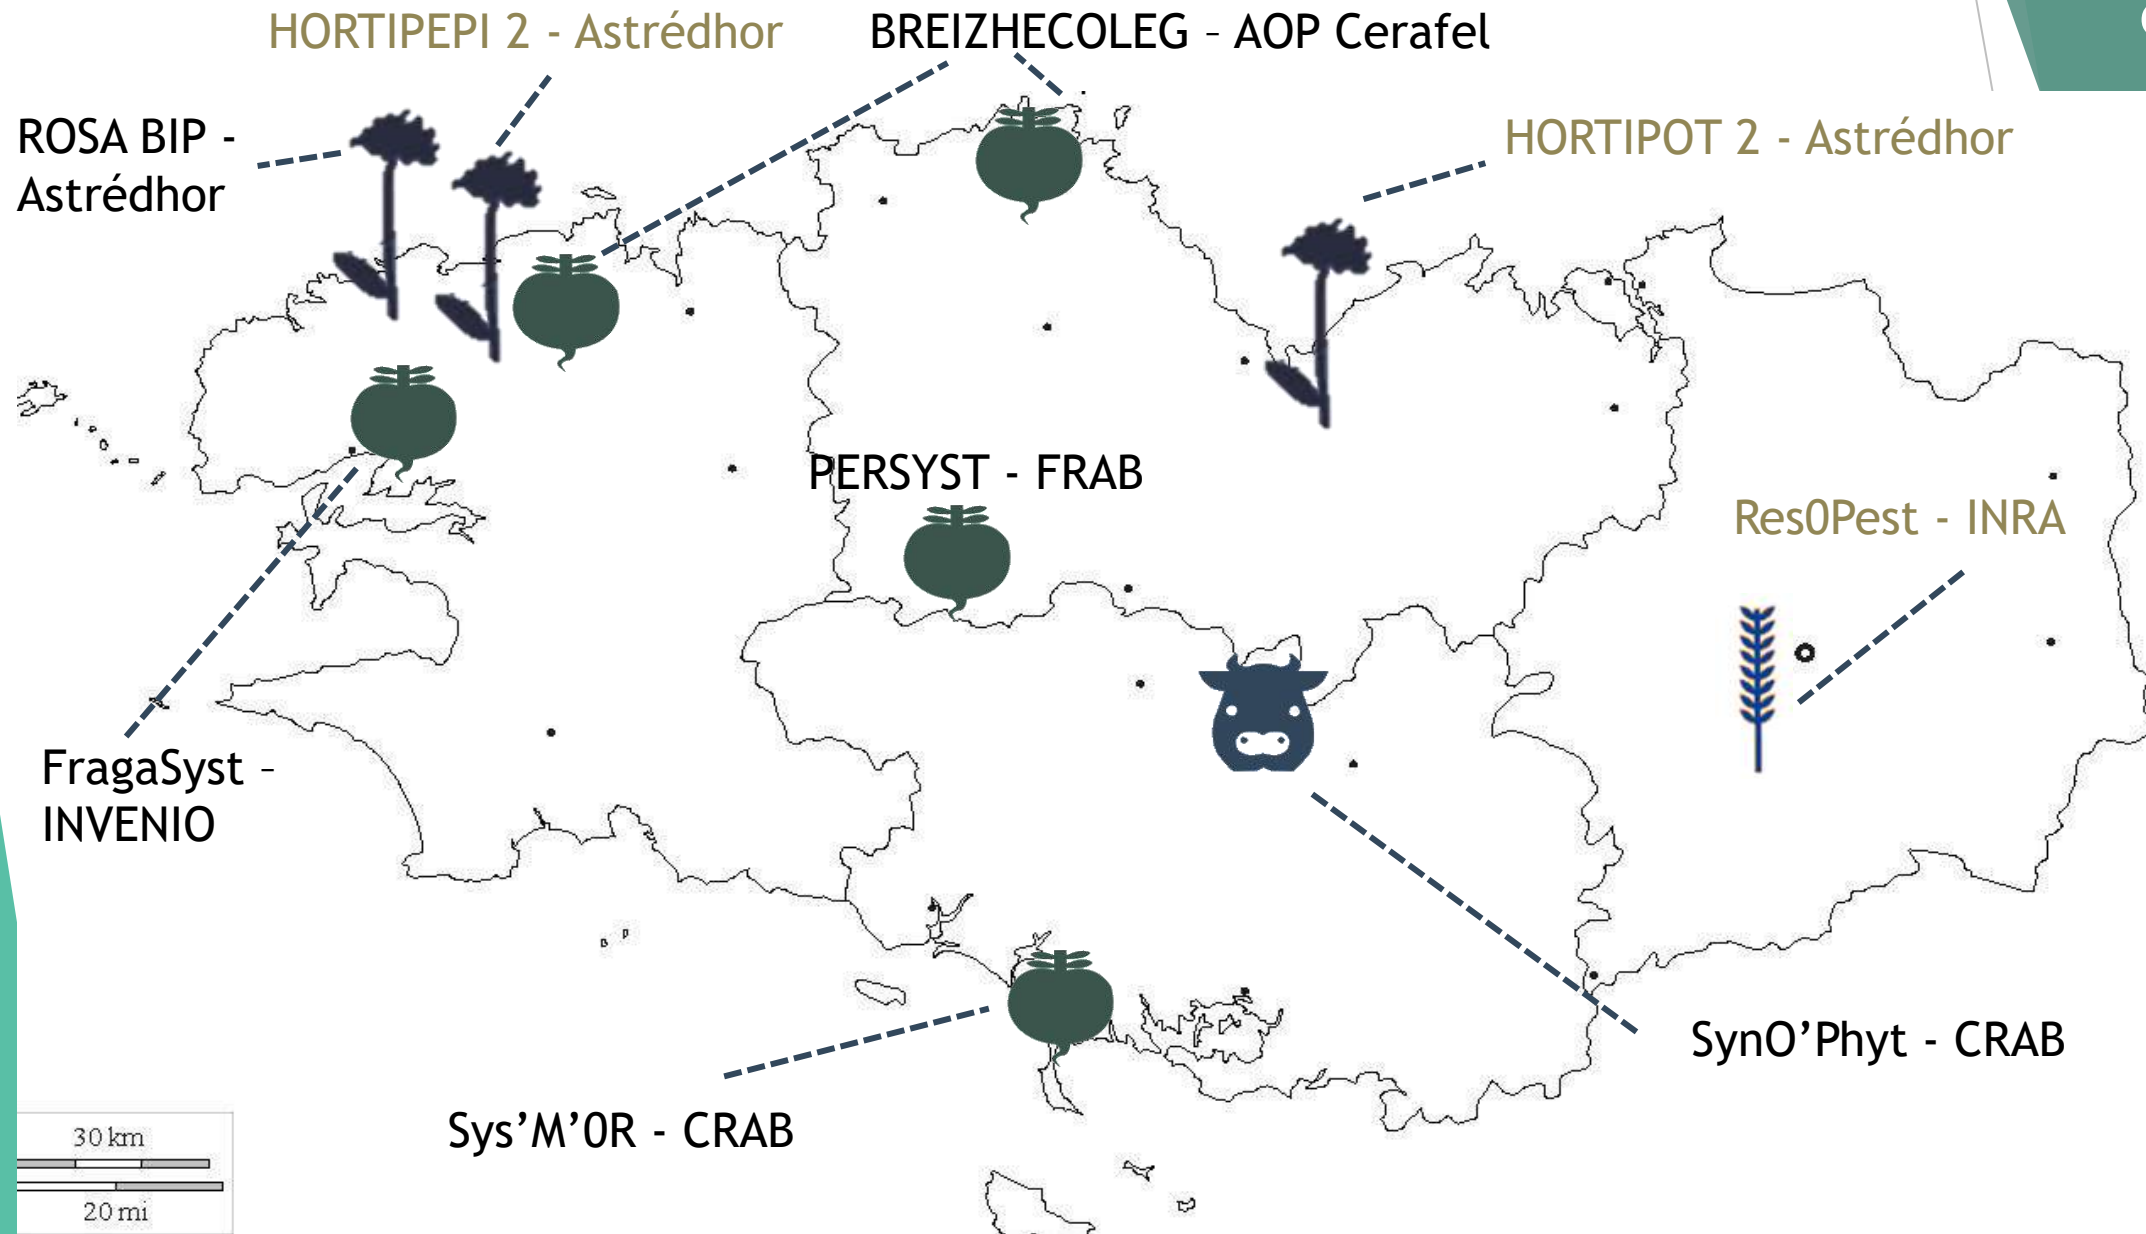 HORTIPEPI 2 - Astrédhor
BREIZHECOLEG – AOP Cerafel
ROSA BIP -
Astrédhor
HORTIPOT 2 - Astrédhor
PERSYST - FRAB
Res0Pest - INRA
FragaSyst –
INVENIO
SynO’Phyt - CRAB
Sys’M’0R - CRAB
30 km
20 mi